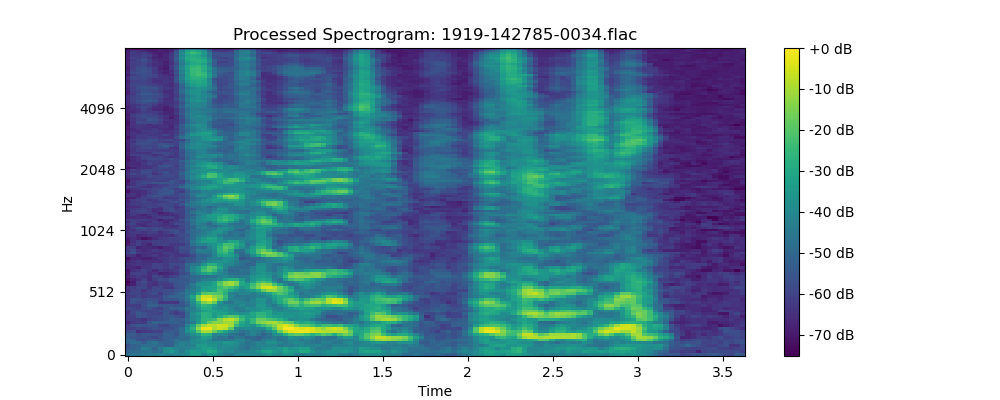 Processed Spectrogram: 1919-142785-0034.flac
+0 dB
-10 dB
-20 dB
-30 dB
-40 dB
-50 dB
-60 dB
-70 dB
4096
2048
1024
512
0
Hz
0 0.5 1 1.5 2 2.5 3 3.5
Time